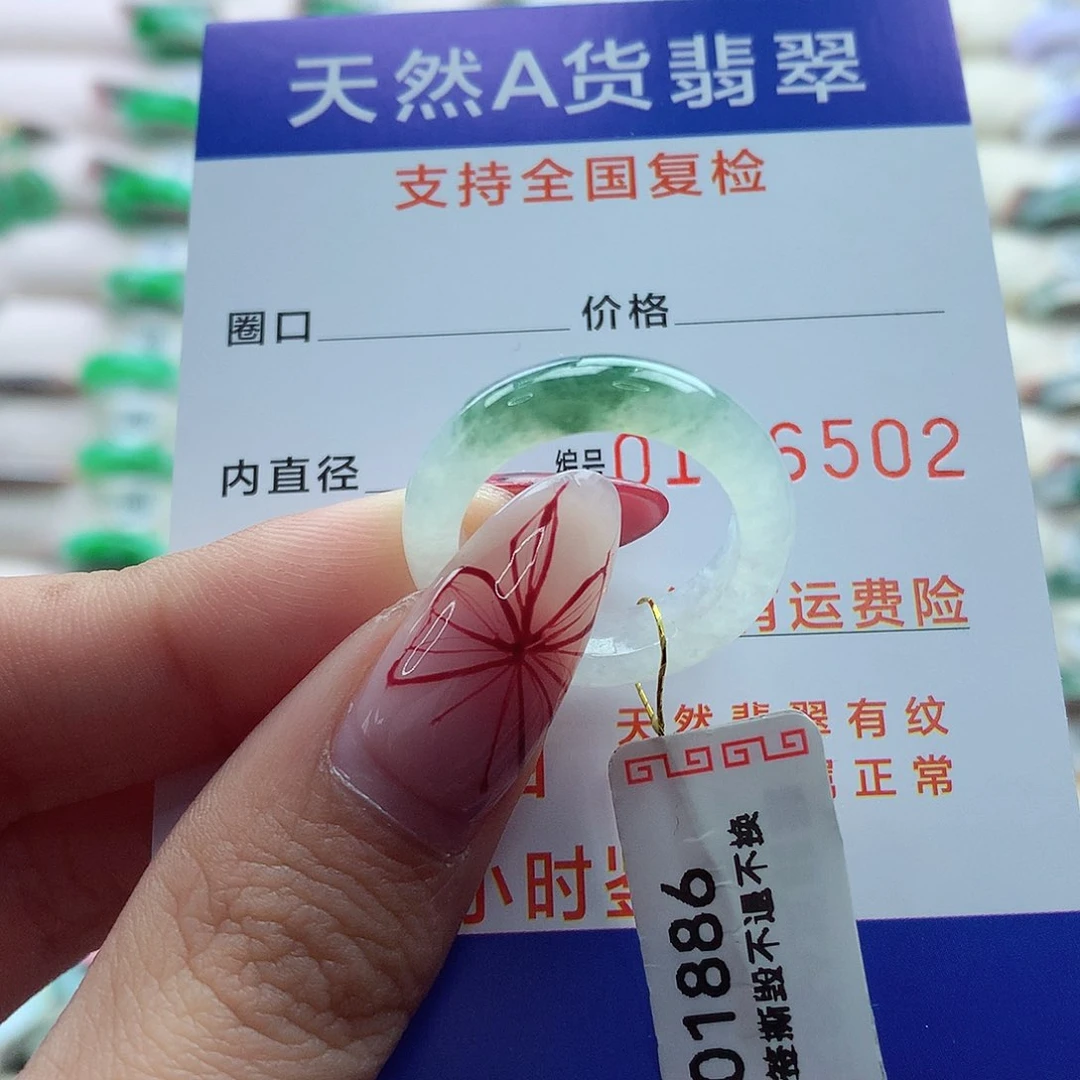 天然A货翡翠
支持全国复检
圈口 价格
内直径 编号 01 6502
运费险
天然翡翠有纹
正常
小时
01886
签撕毁不退不换